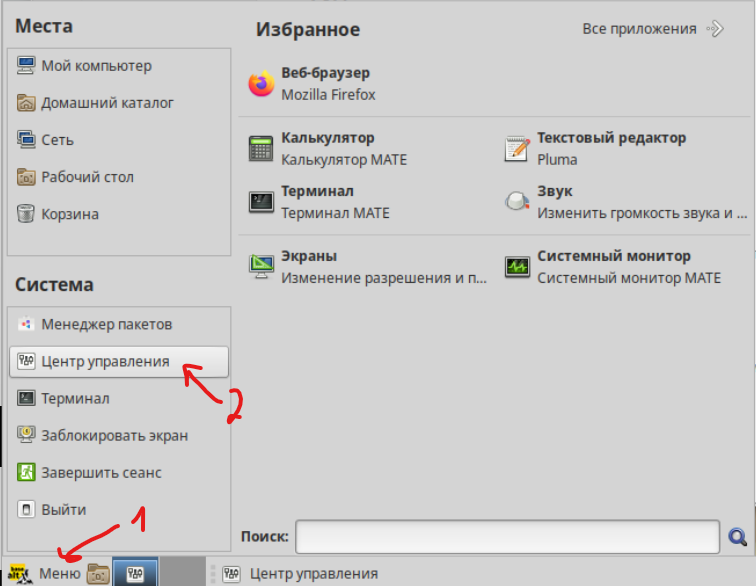 Места
Мой компьютер
Домашний каталог
Сеть
Рабочий стол
Корзина
Система
Менеджер пакетов
Центр управления
2
Терминал
Заблокировать экран
Завершить сеанс
Выйти
1
Избранное
Все приложения
Веб-браузер
Mozilla Firefox
Калькулятор
Калькулятор MATE
Текстовый редактор
Pluma
Терминал
Терминал MATE
Звук
Изменить громкость звука и ...
Экраны
Изменение разрешения и п...
Системный монитор
Системный монитор MATE
Поиск:
base
alt
Меню
Центр управления